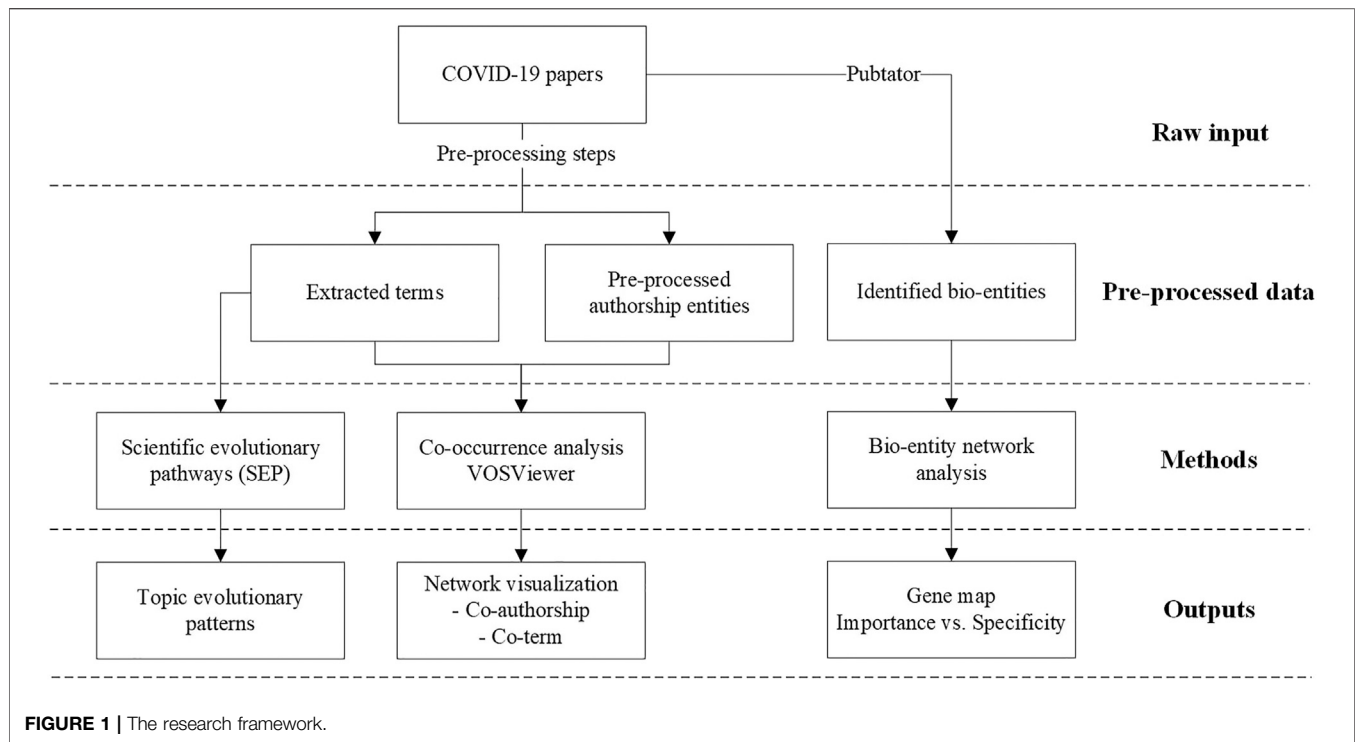 COVID-19 papers
Pubtator
Raw input
Pre-processing steps
Extracted terms
Pre-processed
authorship entities
Identified bio-entities
Pre-processed data
Scientific evolutionary
pathways (SEP)
Co-occurrence analysis
VOSViewer
Bio-entity network
analysis
Methods
Topic evolutionary
patterns
Network visualization
- Co-authorship
- Co-term
Gene map
Importance vs. Specificity
Outputs
FIGURE 1 | The research framework.